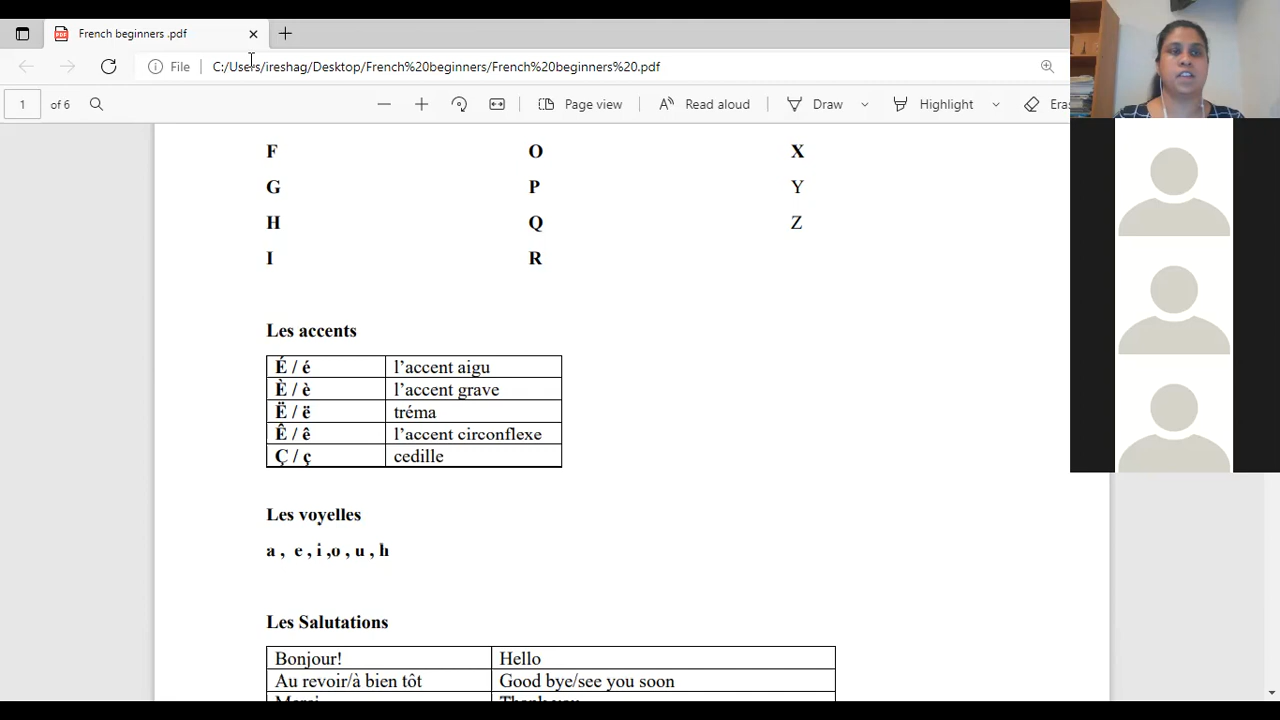 French beginners .pdf
File
C:/Users/ireshag/Desktop/French%20beginners/French%20beginners%20.pdf
1 of 6
Page view
Read aloud
Draw
Highlight
F O X
G P Y
H Q Z
I R
Les accents
É / é l’accent aigu
È / è l’accent grave
Ë / ë tréma
Ê / ê l’accent circonflexe
Ç / ç cedille
Les voyelles
a , e , i ,o , u , h
Les Salutations
Bonjour! Hello
Au revoir/à bien tôt Good bye/see you soon